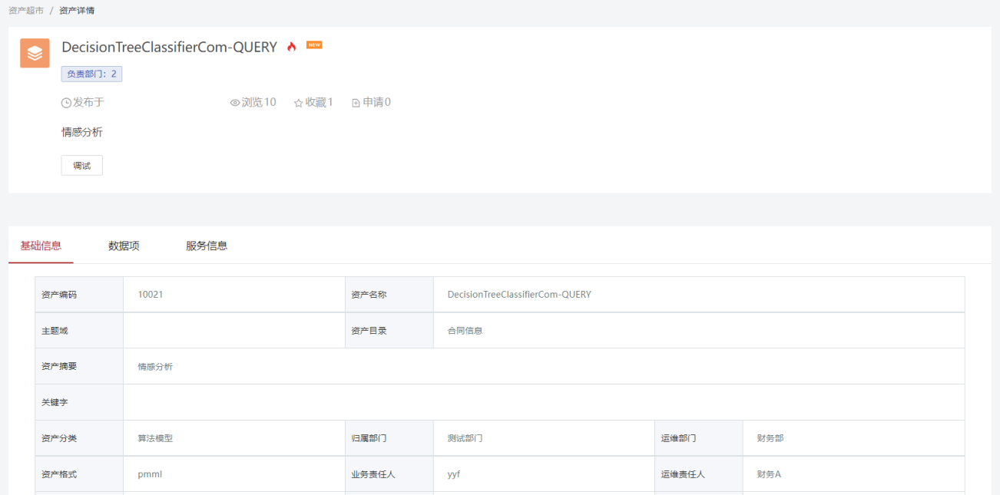 资产超市 / 资产详情
DecisionTreeClassifierCom-QUERY NEW
负责部门：2
发布于 浏览10 收藏1 申请0
情感分析
调试
基础信息 数据项 服务信息
资产编码 10021 资产名称 DecisionTreeClassifierCom-QUERY
主题域 资产目录 合同信息
资产摘要 情感分析
关键字
资产分类 算法模型 归属部门 测试部门 运维部门 财务部
资产格式 pmml 业务责任人 yyf 运维责任人 财务A